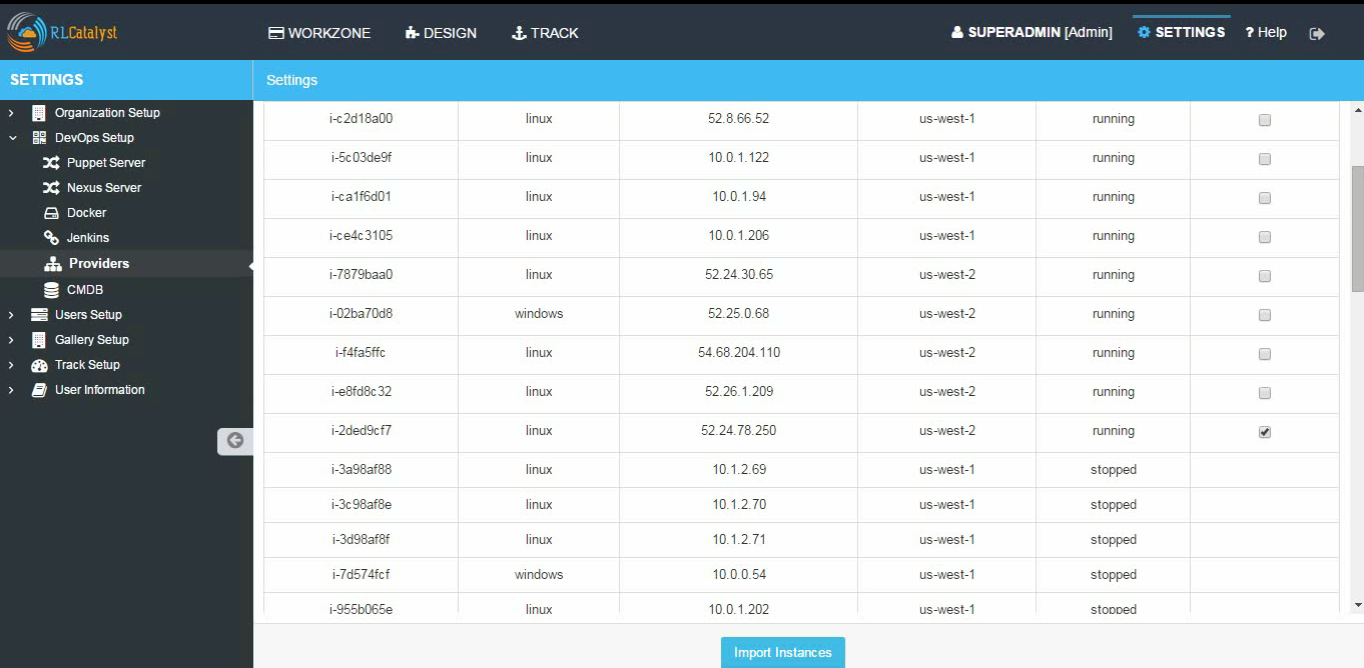 RLCatalyst WORKZONE DESIGN TRACK SUPERADMIN [Admin] SETTINGS ? Help
SETTINGS
Settings
Organization Setup
DevOps Setup
Puppet Server
Nexus Server
Docker
Jenkins
Providers
CMDB
Users Setup
Gallery Setup
Track Setup
User Information
i-c2d18a00 linux 52.8.66.52 us-west-1 running
i-5c03de9f linux 10.0.1.122 us-west-1 running
i-ca1f6d01 linux 10.0.1.94 us-west-1 running
i-ce4c3105 linux 10.0.1.206 us-west-1 running
i-7879baa0 linux 52.24.30.65 us-west-2 running
i-02ba70d8 windows 52.25.0.68 us-west-2 running
i-f4fa5ffc linux 54.68.204.110 us-west-2 running
i-e8fd8c32 linux 52.26.1.209 us-west-2 running
i-2ded9cf7 linux 52.24.78.250 us-west-2 running
i-3a98af88 linux 10.1.2.69 us-west-1 stopped
i-3c98af8e linux 10.1.2.70 us-west-1 stopped
i-3d98af8f linux 10.1.2.71 us-west-1 stopped
i-7d574fcf windows 10.0.0.54 us-west-1 stopped
i-955b065e linux 10.0.1.202 us-west-1 stopped
Import Instances